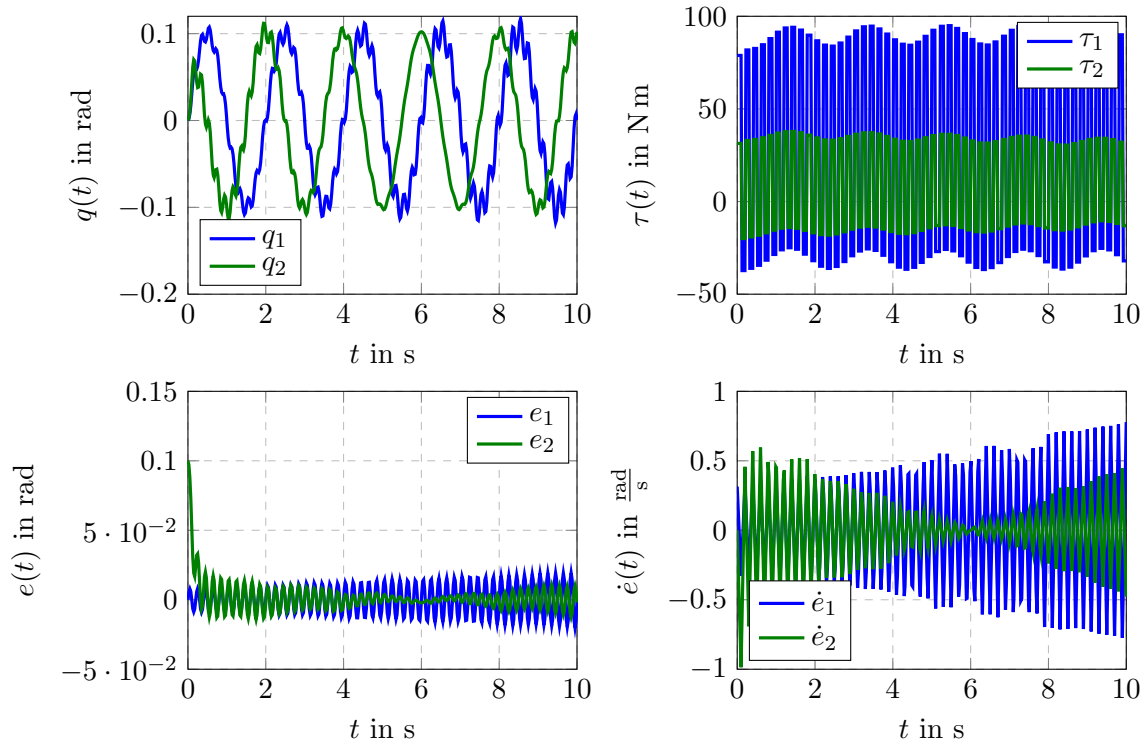 0.1
0
−0.1
−0.2
q(t) in rad
q₁
q₂
0 2 4 6 8 10
t in s
100
50
0
−50
τ(t) in N m
τ₁
τ₂
0 2 4 6 8 10
t in s
0.15
0.1
5 · 10⁻²
0
−5 · 10⁻²
e(t) in rad
e₁
e₂
0 2 4 6 8 10
t in s
1
0.5
0
−0.5
−1
ė(t) in rad/s
ė₁
ė₂
0 2 4 6 8 10
t in s